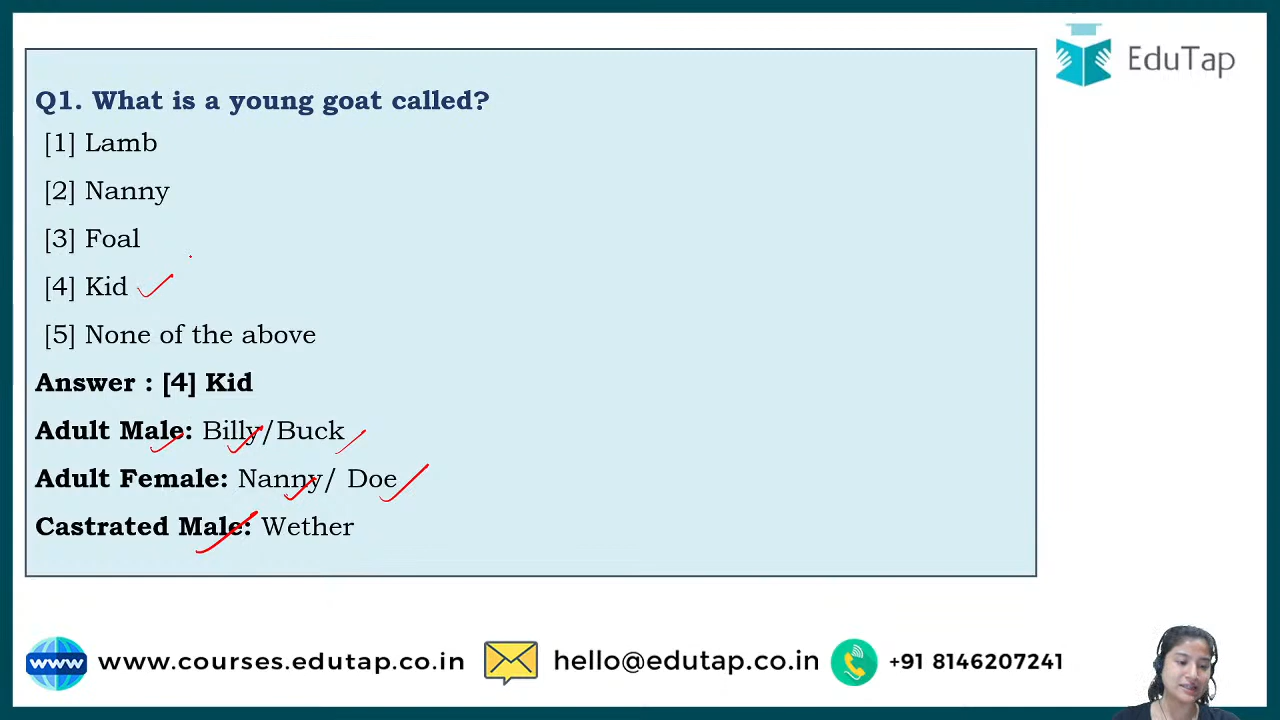 EduTap
Q1. What is a young goat called?
[1] Lamb
[2] Nanny
[3] Foal
[4] Kid
[5] None of the above
Answer : [4] Kid
Adult Male: Billy/Buck
Adult Female: Nanny/ Doe
Castrated Male: Wether
www www.courses.edutap.co.in hello@edutap.co.in +91 8146207241